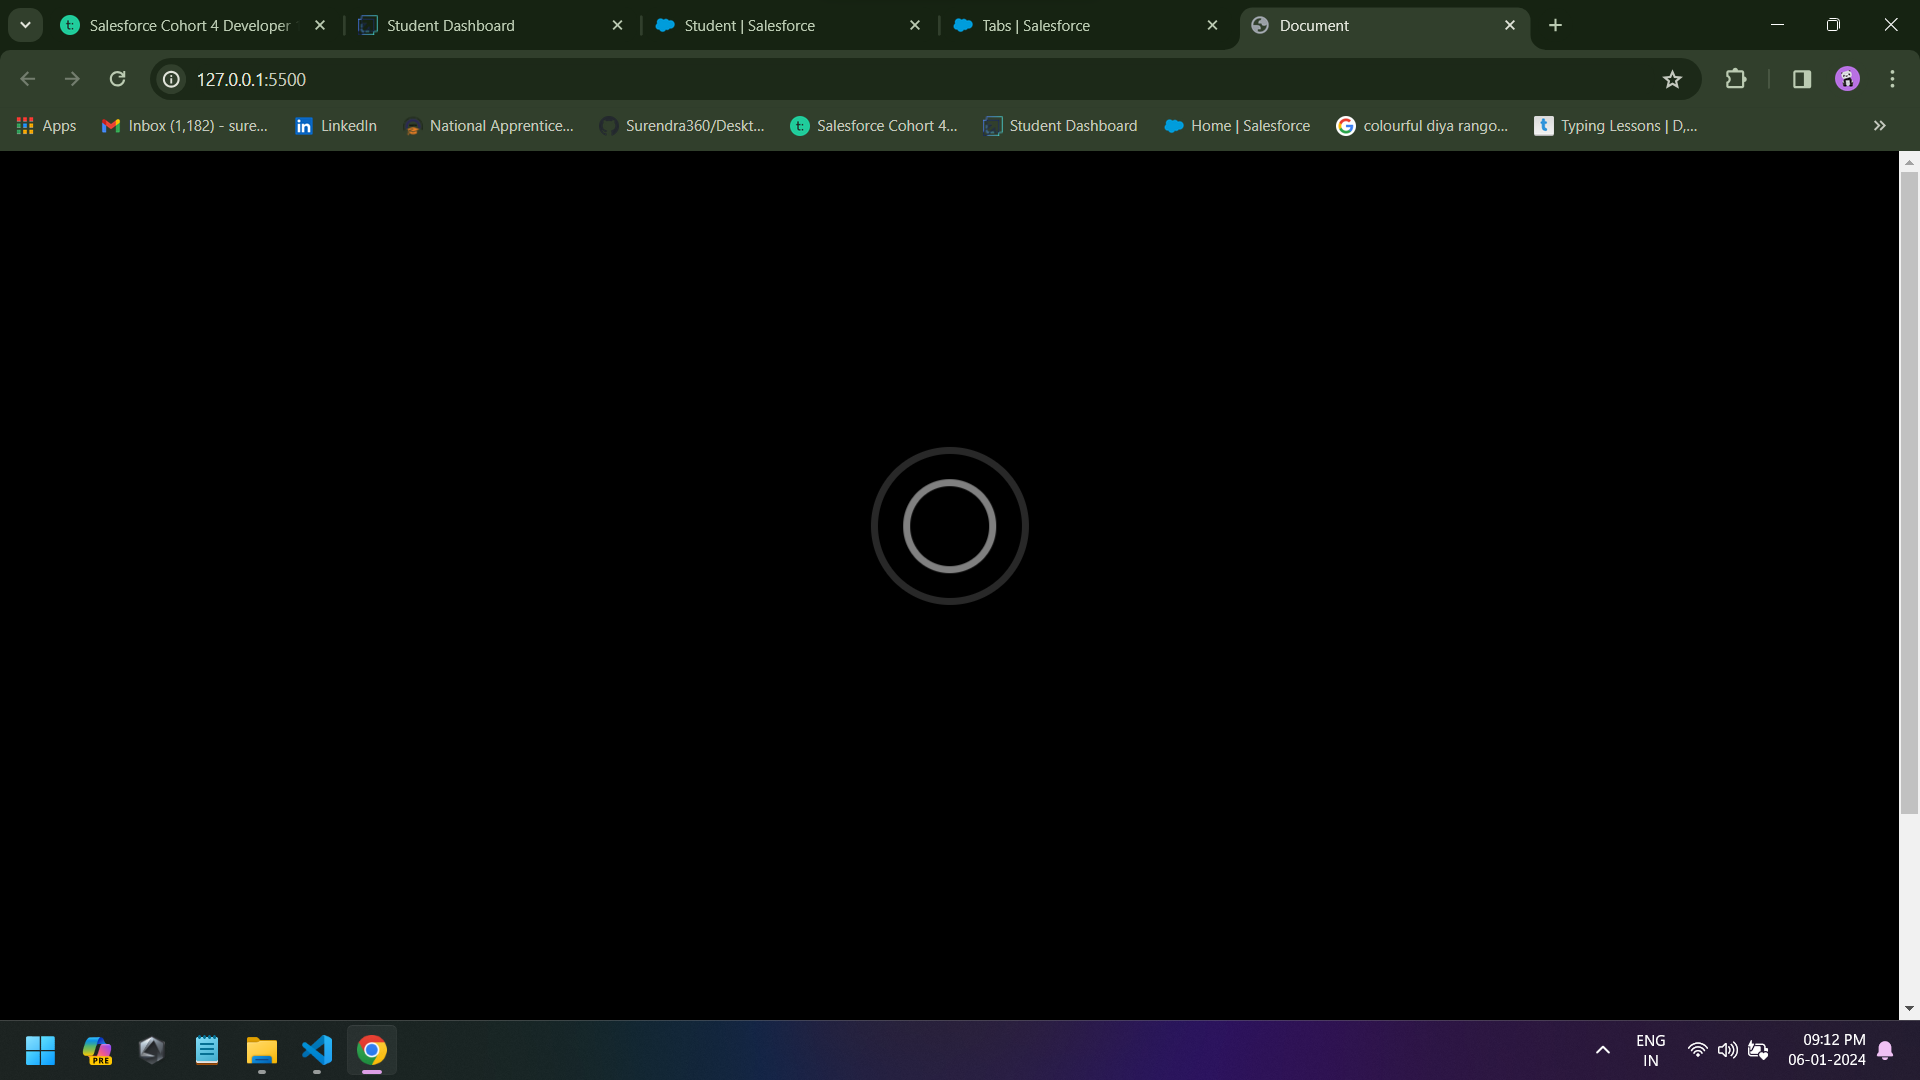 Salesforce Cohort 4 Developer
Student Dashboard
Student | Salesforce
Tabs | Salesforce
Document
127.0.0.1:5500
Apps
Inbox (1,182) - sure...
LinkedIn
National Apprentice...
Surendra360/Deskt...
Salesforce Cohort 4...
Student Dashboard
Home | Salesforce
colourful diya rango...
Typing Lessons | D,...
PRE
ENG
IN
09:12 PM
06-01-2024